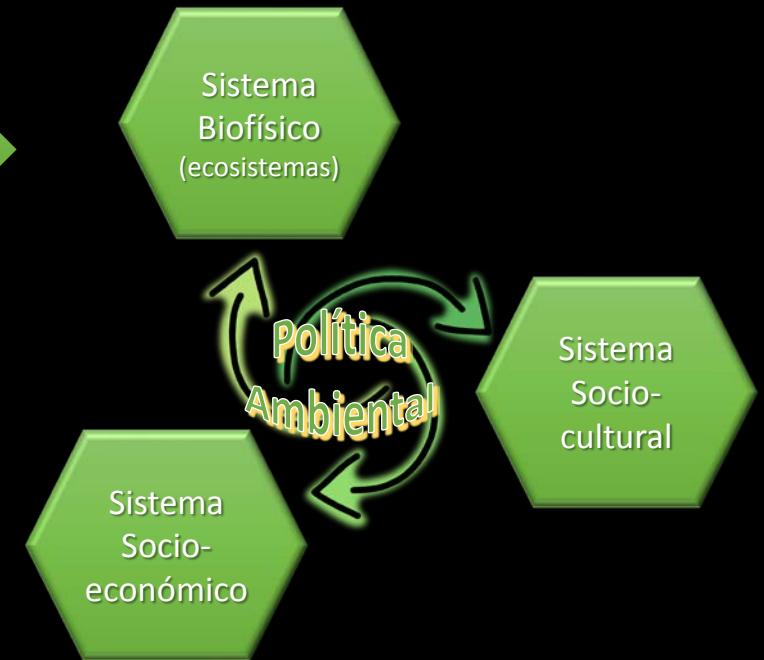 Sistema
Biofísico
(ecosistemas)
Política
Ambiental
Sistema
Socio-
cultural
Sistema
Socio-
económico